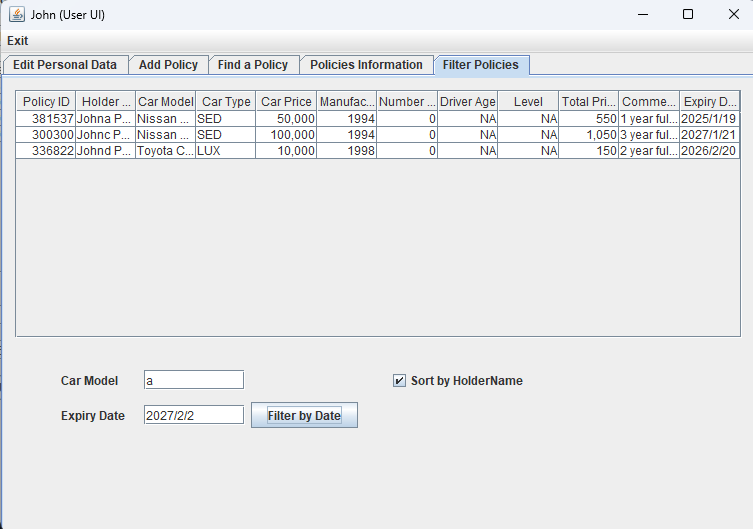 John (User UI)
Exit
Edit Personal Data Add Policy Find a Policy Policies Information Filter Policies
Policy ID Holder ... Car Model Car Type Car Price Manufac... Number ... Driver Age Level Total Pri... Comme... Expiry D...
381537 Johna P... Nissan ... SED 50,000 1994 0 NA NA 550 1 year ful... 2025/1/19
300300 Johnc P... Nissan ... SED 100,000 1994 0 NA NA 1,050 3 year ful... 2027/1/21
336822 Johnd P... Toyota C... LUX 10,000 1998 0 NA NA 150 2 year ful... 2026/2/20
Car Model a Sort by HolderName
Expiry Date 2027/2/2 Filter by Date